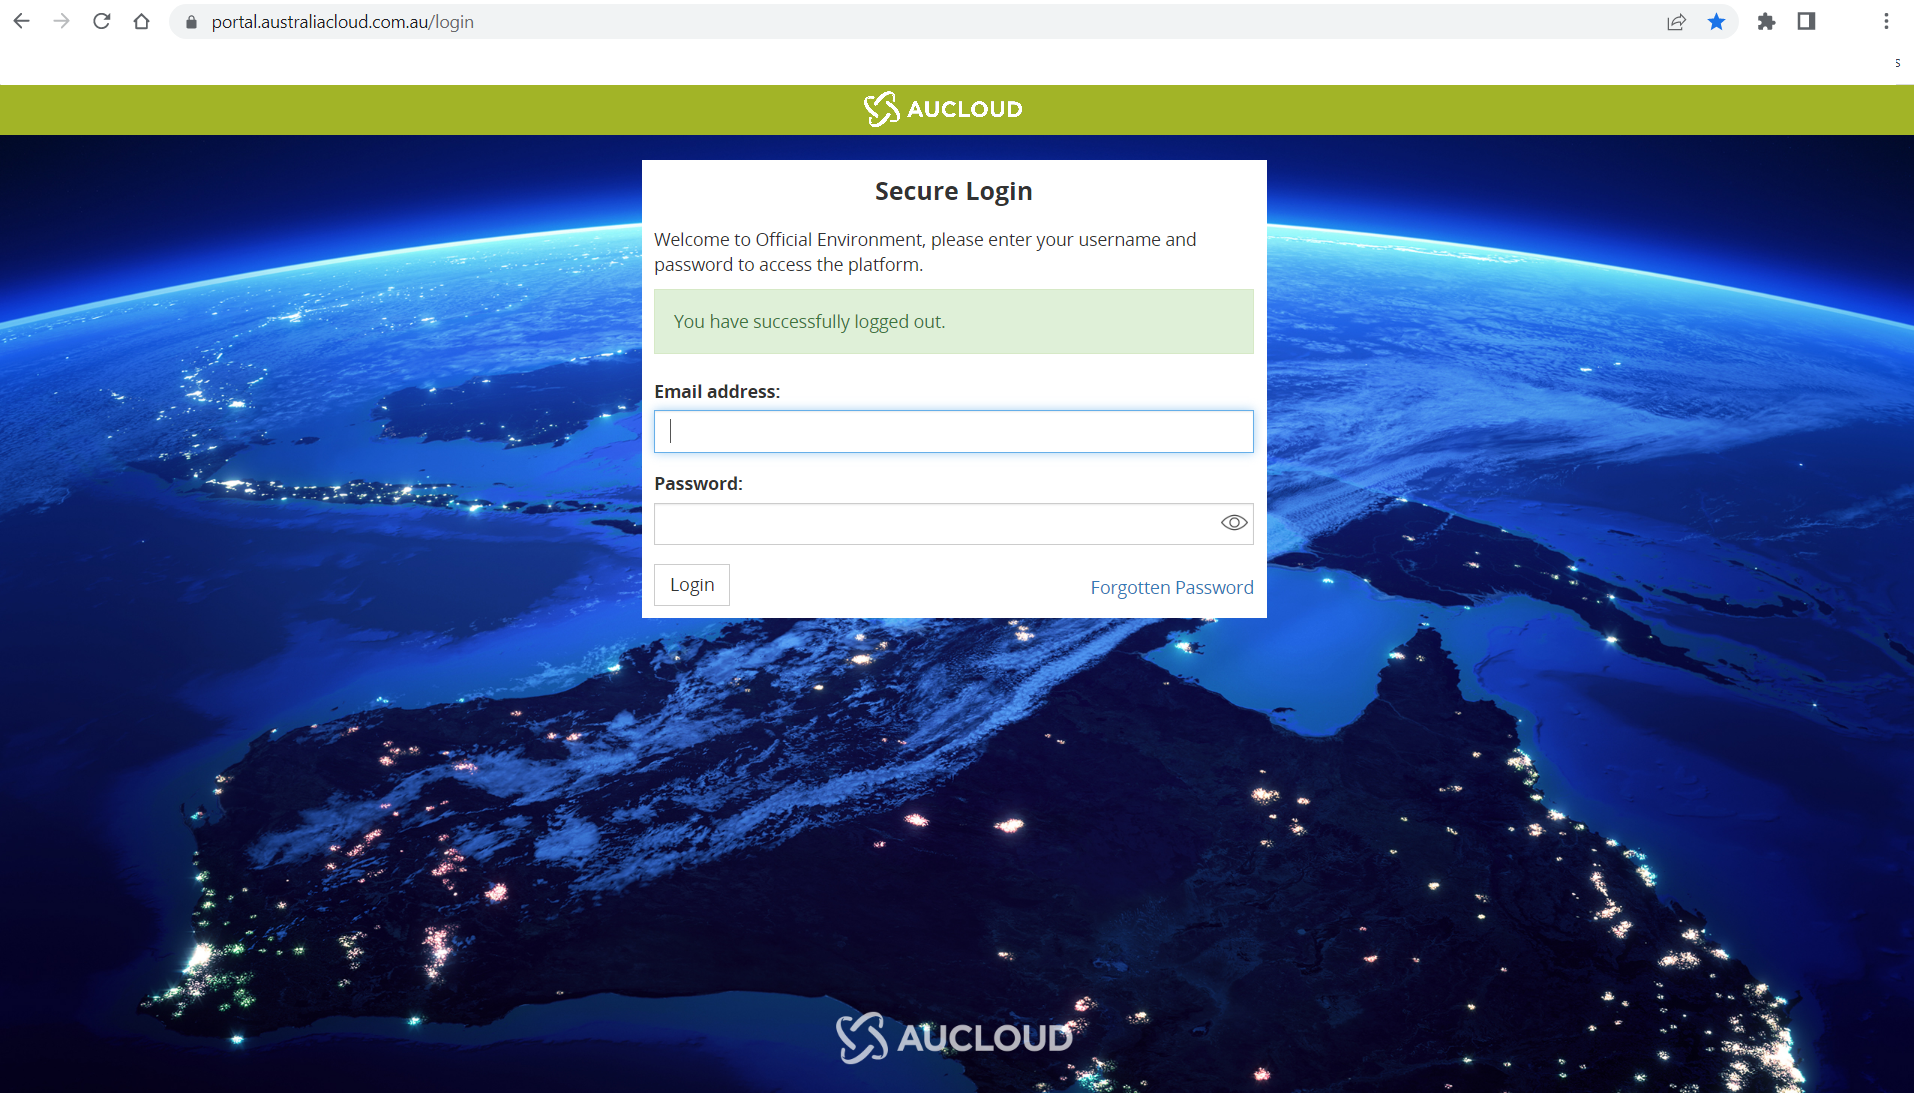 portal.australiacloud.com.au/login
s
AUCLOUD
Secure Login
Welcome to Official Environment, please enter your username and
password to access the platform.
You have successfully logged out.
Email address:
Password:
Login
Forgotten Password
AUCLOUD